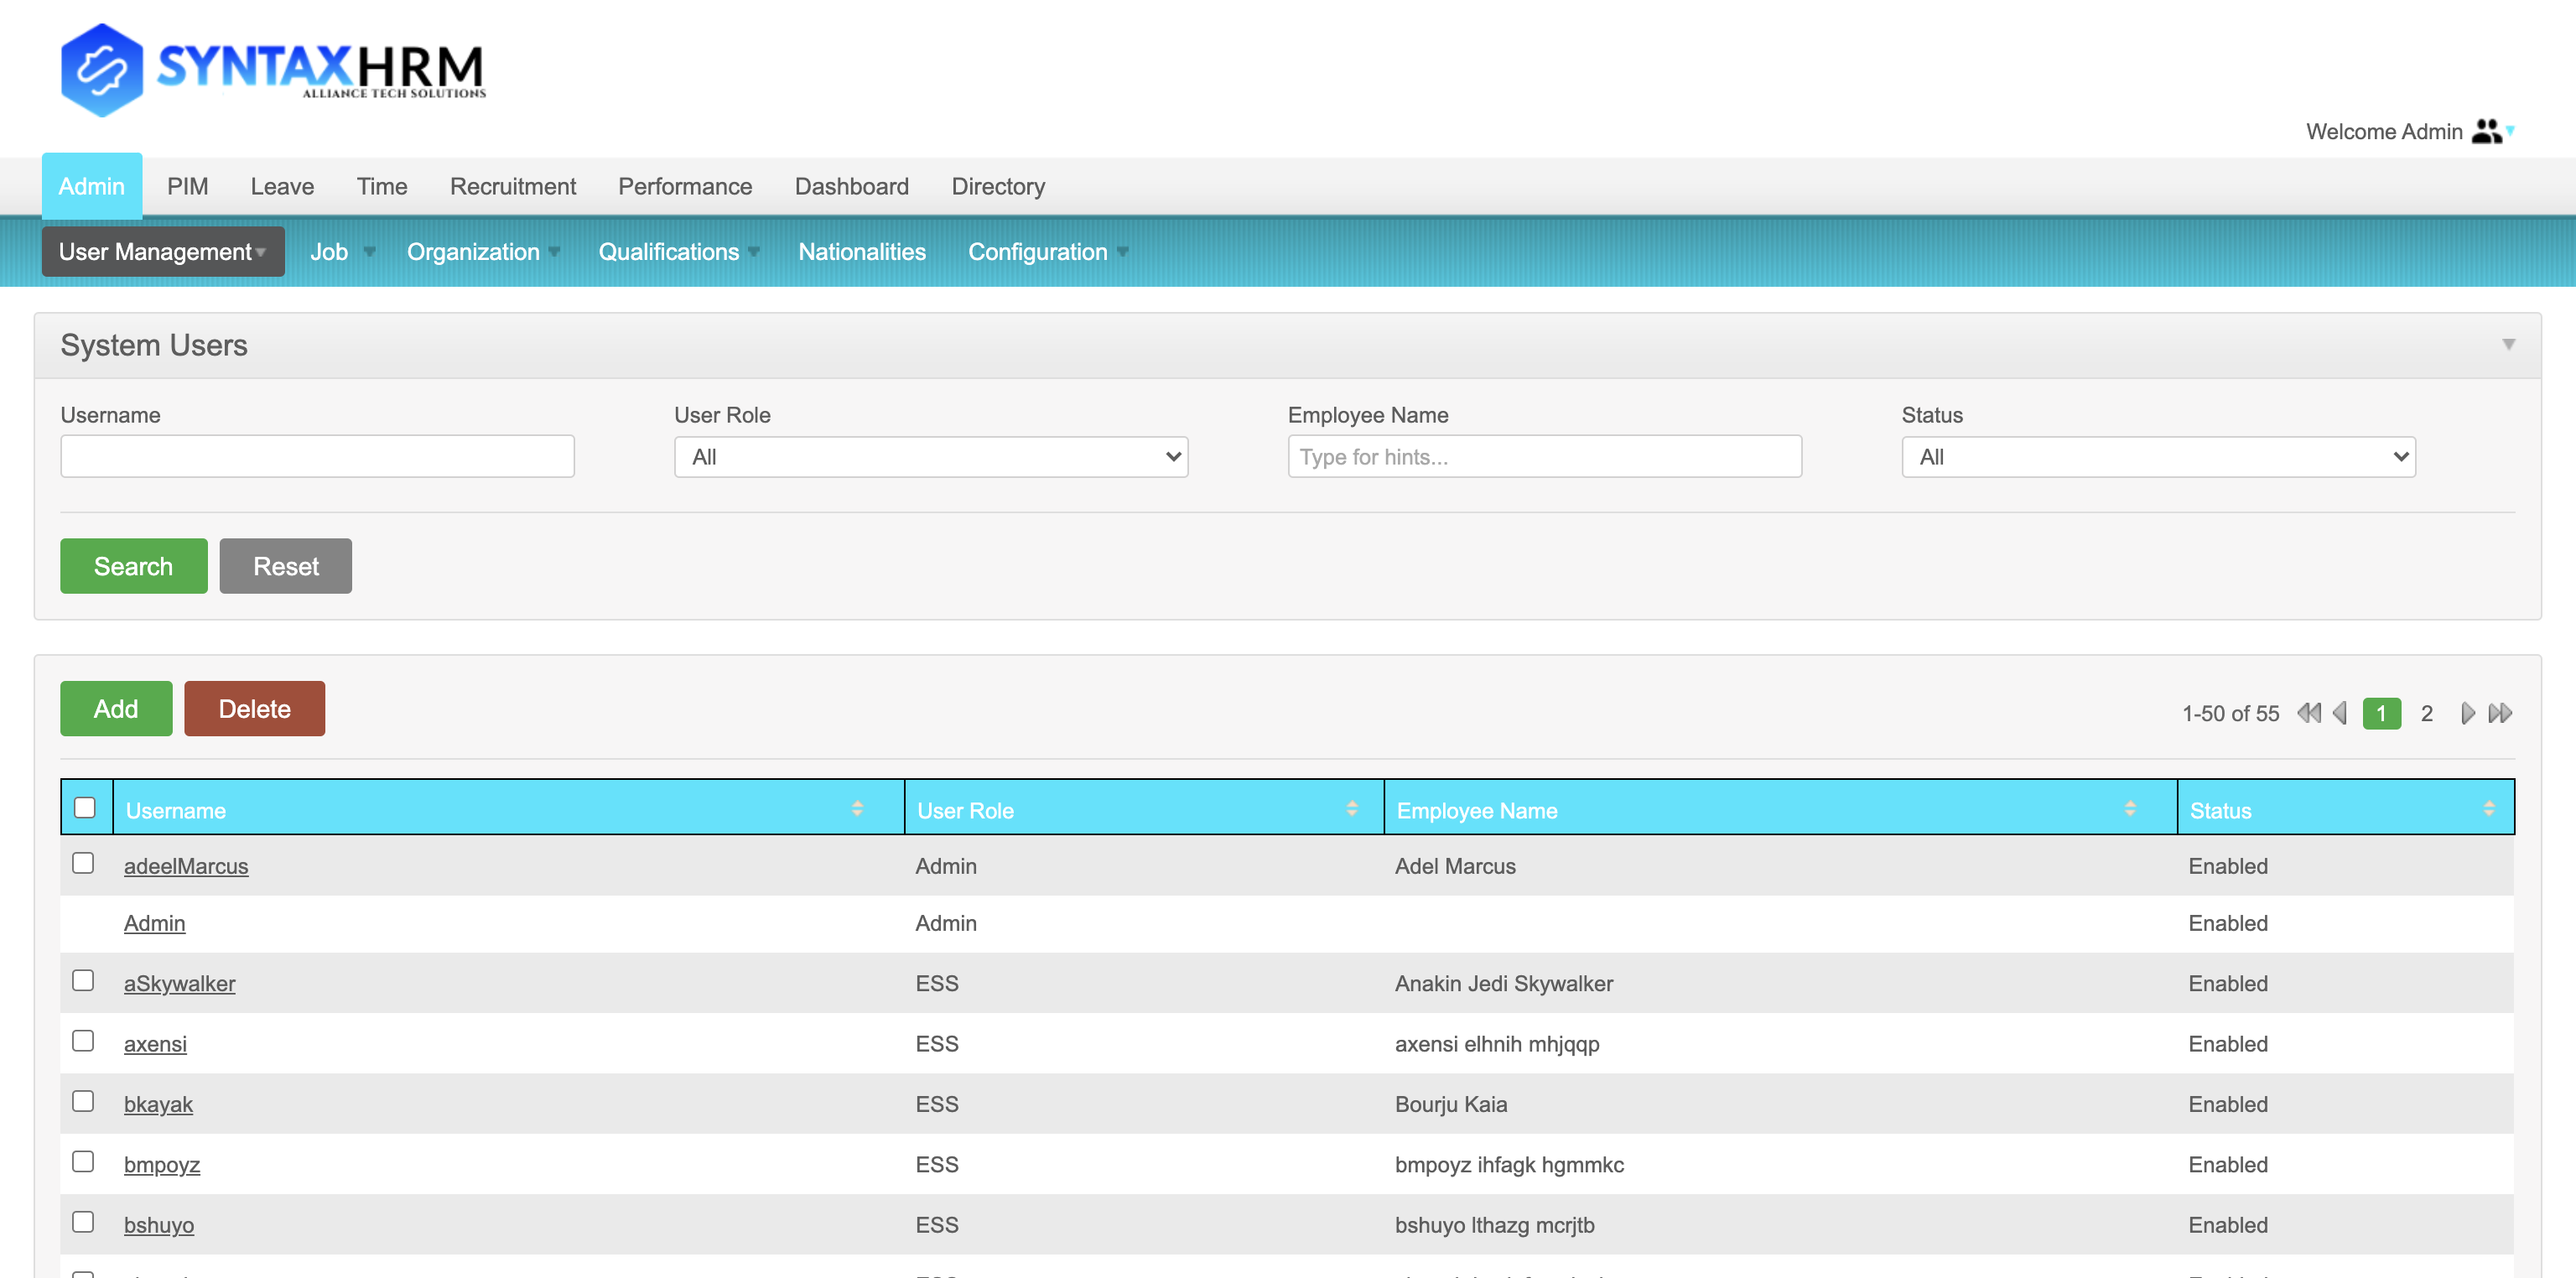 SYNTAXHRM
ALLIANCE TECH SOLUTIONS
Welcome Admin
Admin PIM Leave Time Recruitment Performance Dashboard Directory
User Management Job Organization Qualifications Nationalities Configuration
System Users
Username User Role Employee Name Status
All Type for hints... All
Search Reset
Add Delete 1-50 of 55 1 2
Username User Role Employee Name Status
adeelMarcus Admin Adel Marcus Enabled
Admin Admin Enabled
aSkywalker ESS Anakin Jedi Skywalker Enabled
axensi ESS axensi elhnih mhjqqp Enabled
bkayak ESS Bourju Kaia Enabled
bmpoyz ESS bmpoyz ihfagk hgmmkc Enabled
bshuyo ESS bshuyo lthazg mcrjtb Enabled